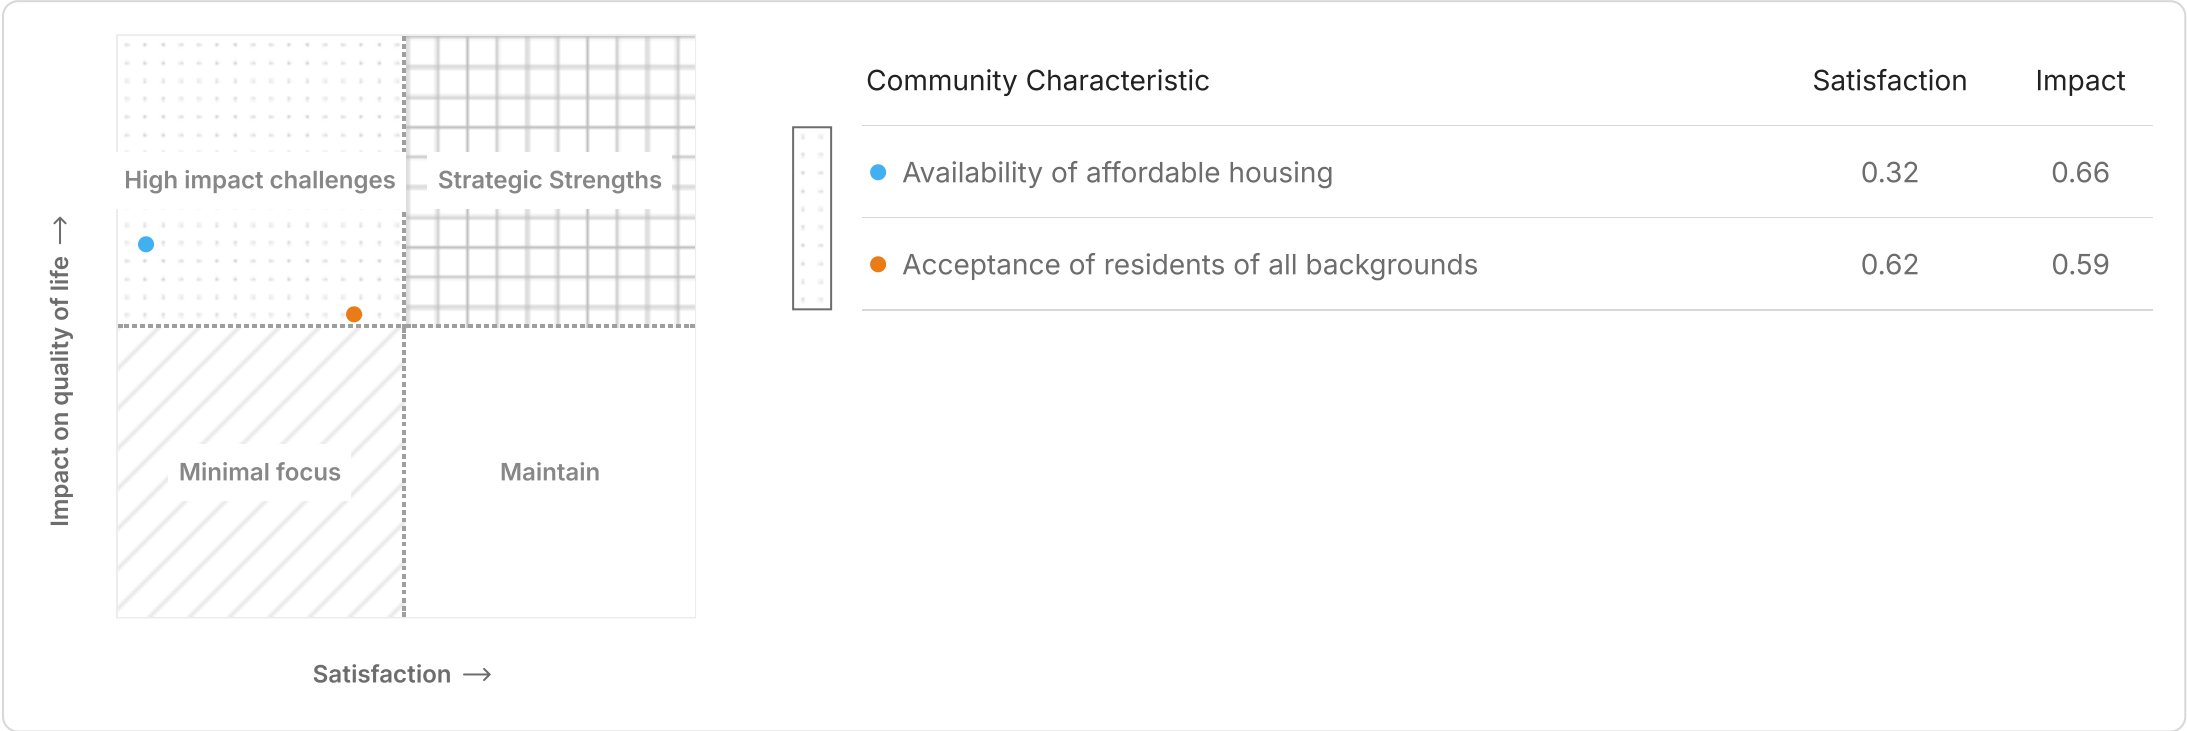 High impact challenges
Strategic Strengths
Minimal focus
Maintain
Impact on quality of life →
Satisfaction →
Community Characteristic Satisfaction Impact
Availability of affordable housing 0.32 0.66
Acceptance of residents of all backgrounds 0.62 0.59